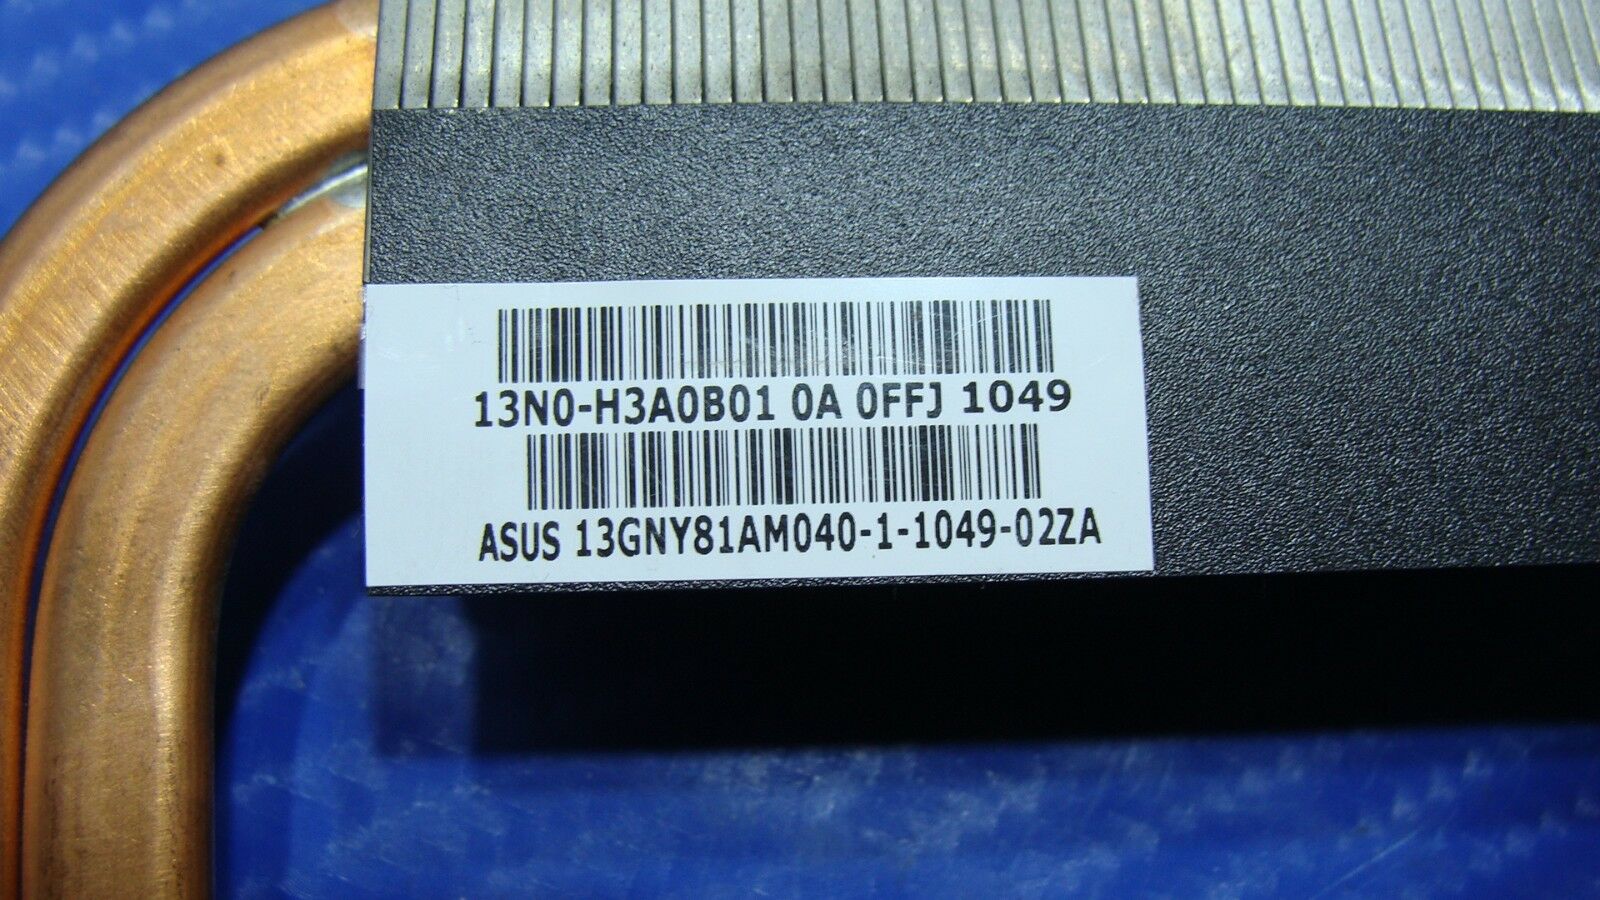 13N0-H3A0B01 0A 0FFJ 1049
ASUS 13GNY81AM040-1-1049-02ZA